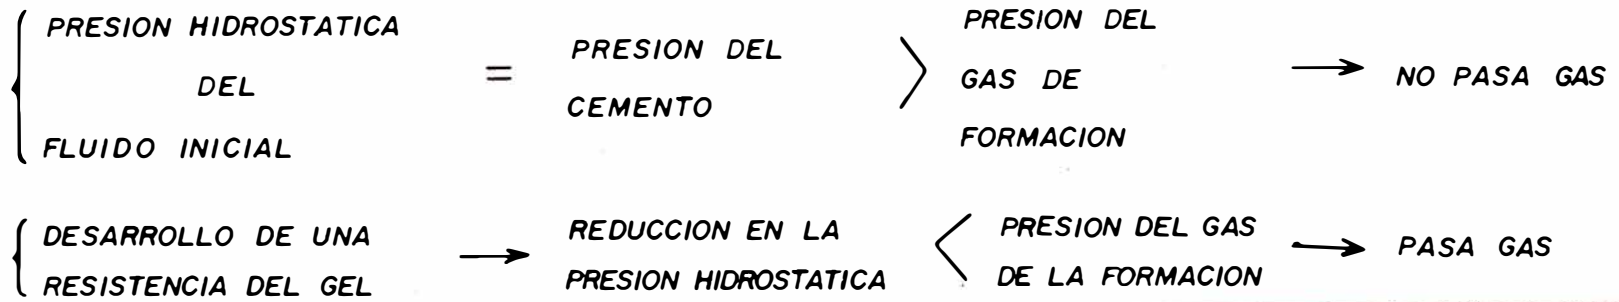 PRESION HIDROSTATICA
DEL
FLUIDO INICIAL
=
PRESION DEL
CEMENTO
>
PRESION DEL
GAS DE
FORMACION
→
NO PASA GAS
DESARROLLO DE UNA
RESISTENCIA DEL GEL
→
REDUCCION EN LA
PRESION HIDROSTATICA
<
PRESION DEL GAS
DE LA FORMACION
→
PASA GAS